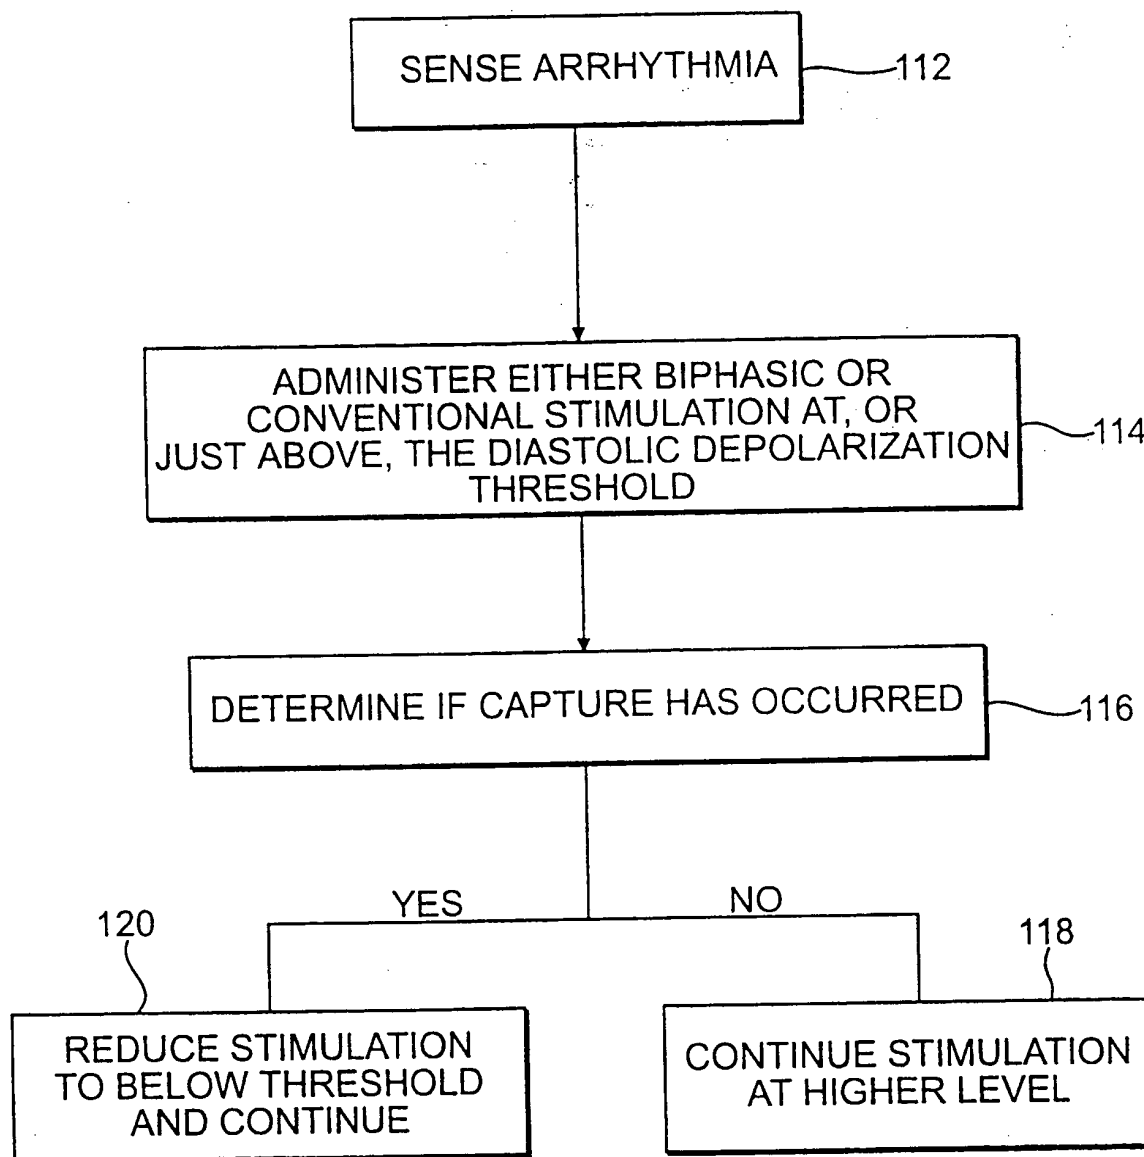 SENSE ARRHYTHMIA
112
ADMINISTER EITHER BIPHASIC OR
CONVENTIONAL STIMULATION AT, OR
JUST ABOVE, THE DIASTOLIC DEPOLARIZATION
THRESHOLD
114
DETERMINE IF CAPTURE HAS OCCURRED
116
YES
NO
120
118
REDUCE STIMULATION
TO BELOW THRESHOLD
AND CONTINUE
CONTINUE STIMULATION
AT HIGHER LEVEL